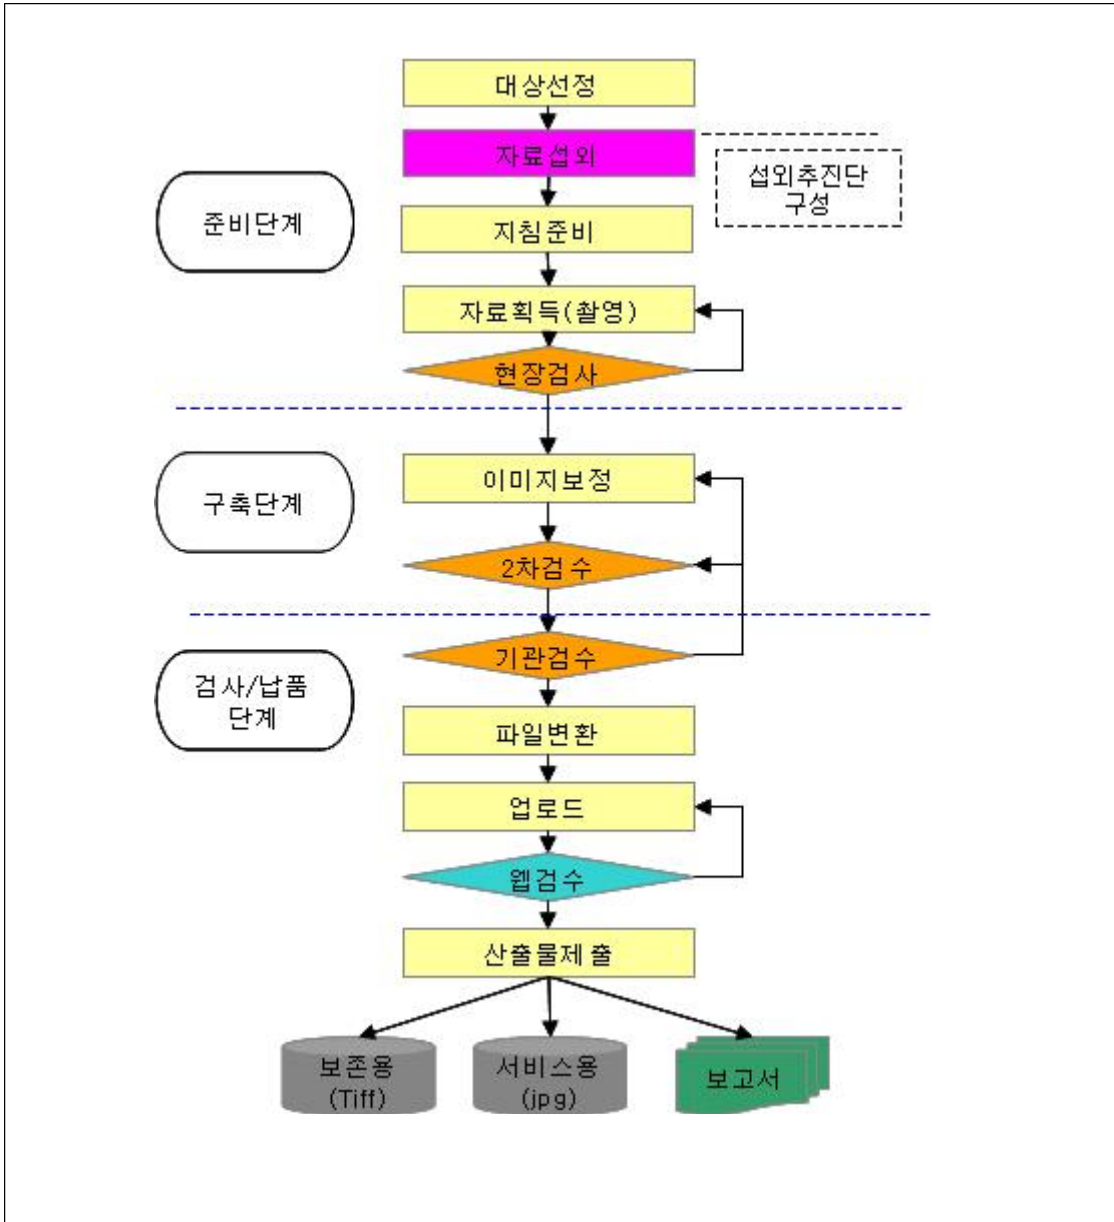 대상선정
자료섭외
섭외추진단
구성
준비단계
지침준비
자료획득(촬영)
현장검사
이미지보정
구축단계
2차검수
기관검수
검사/납품
단계
파일변환
업로드
웹검수
산출물제출
보존용
(Tiff)
서비스용
(jpg)
보고서